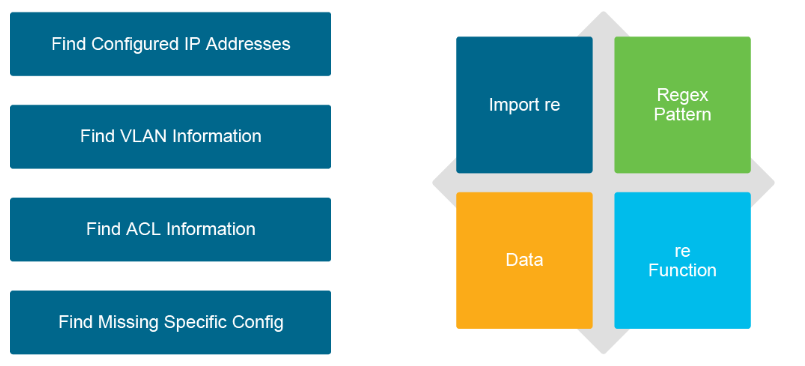 Find Configured IP Addresses
Find VLAN Information
Find ACL Information
Find Missing Specific Config
Import re
Regex
Pattern
Data
re
Function